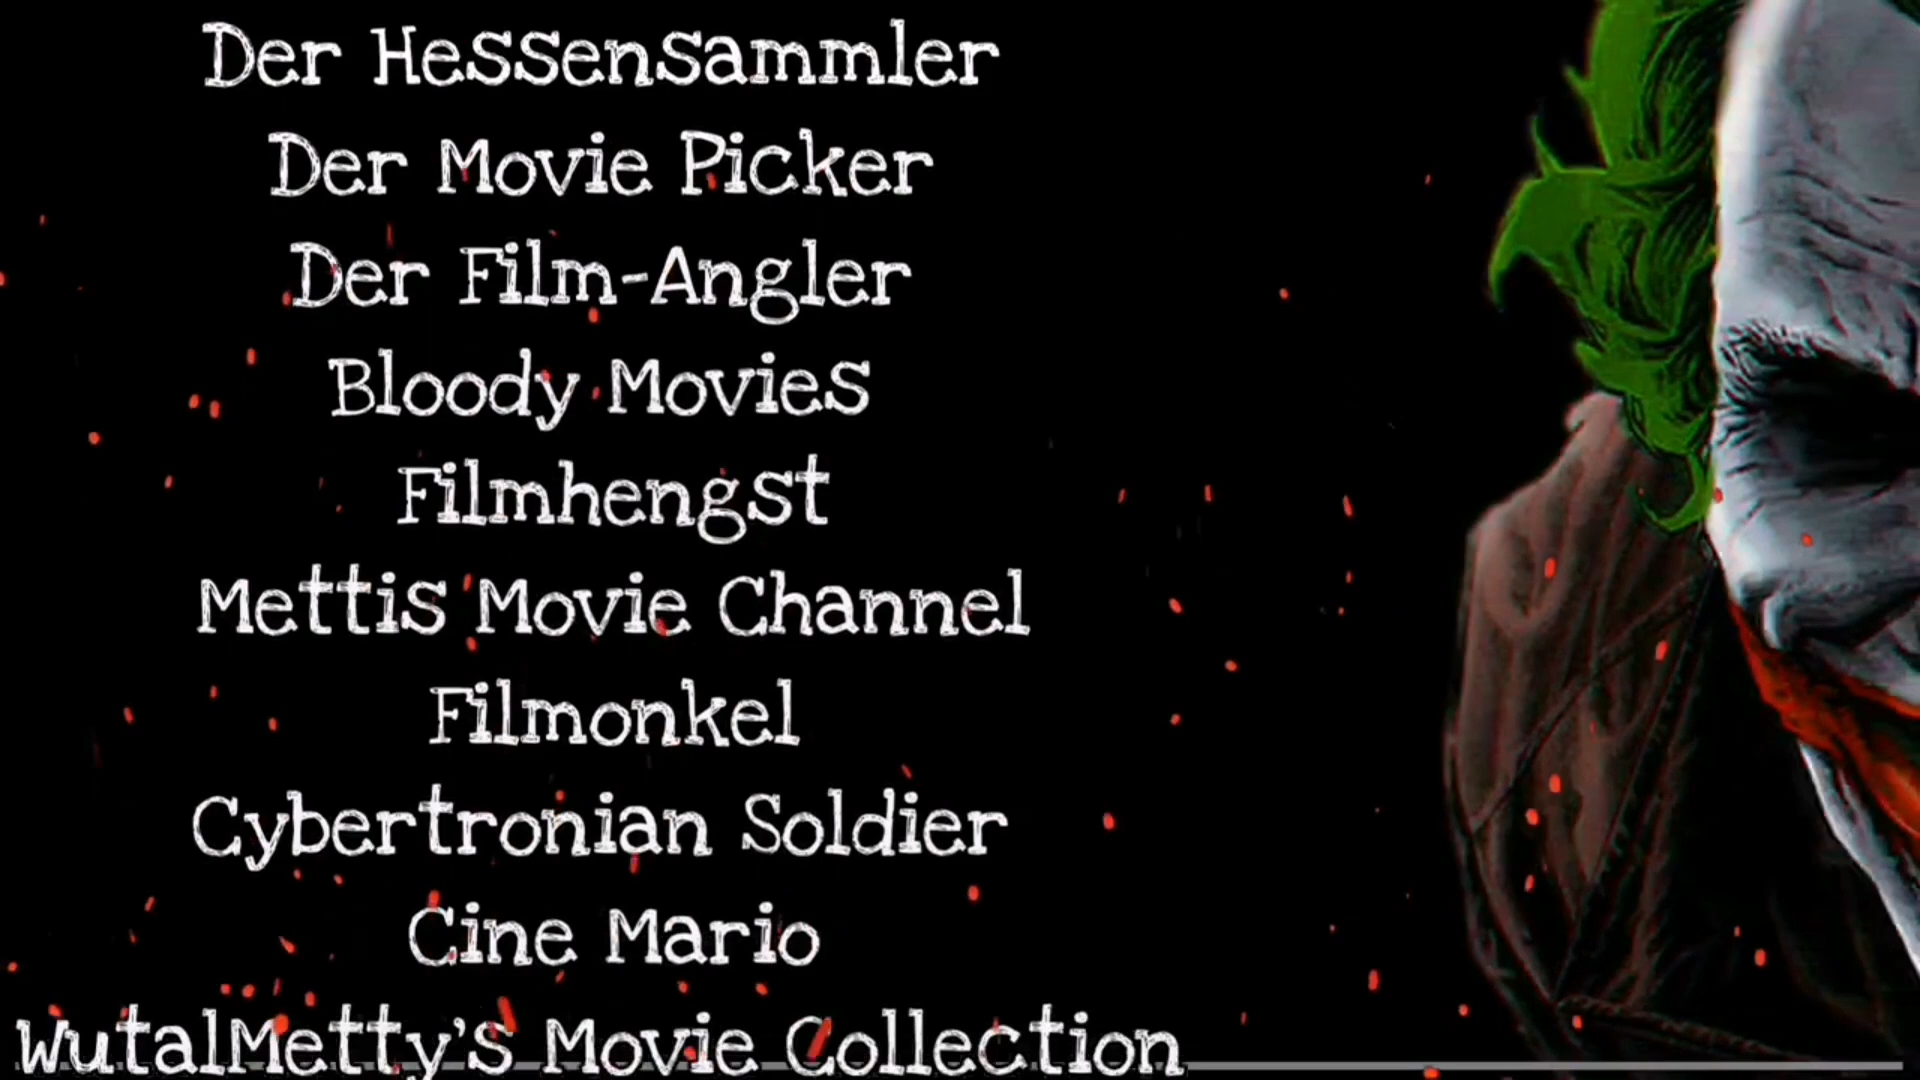 Der Hessensammler
Der Movie Picker
Der Film-Angler
Bloody Movies
Filmhengst
Mettis Movie Channel
Filmonkel
Cybertronian Soldier
Cine Mario
WutalMetty's Movie Collection